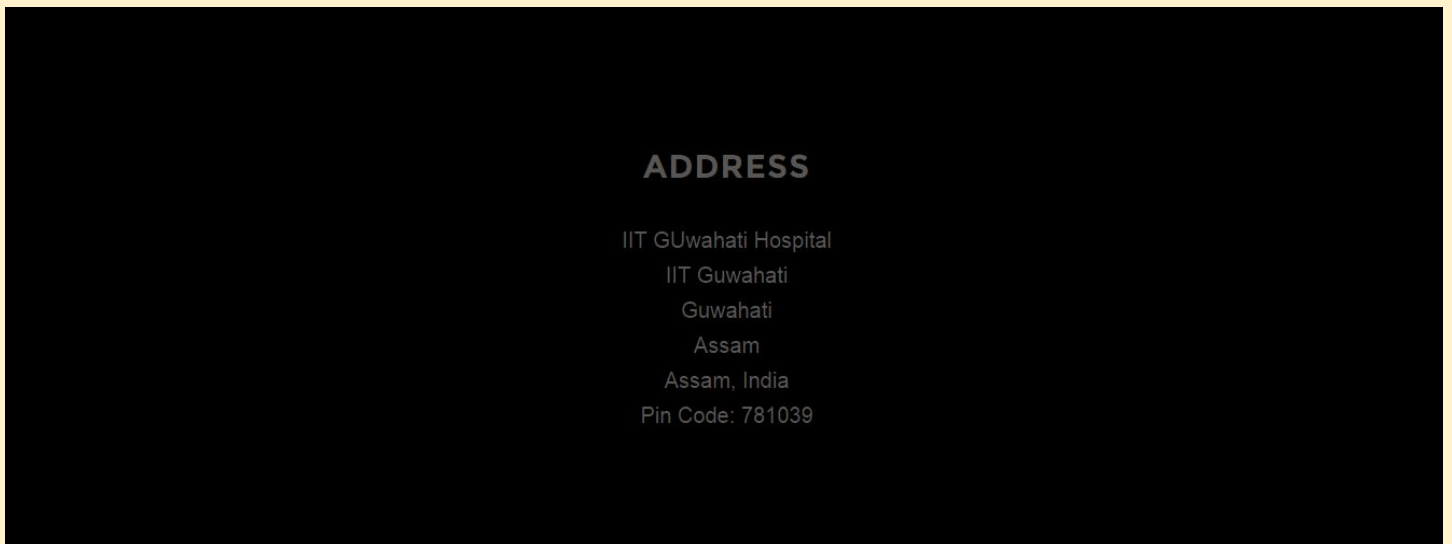 ADDRESS
IIT GUwahati Hospital
IIT Guwahati
Guwahati
Assam
Assam, India
Pin Code: 781039